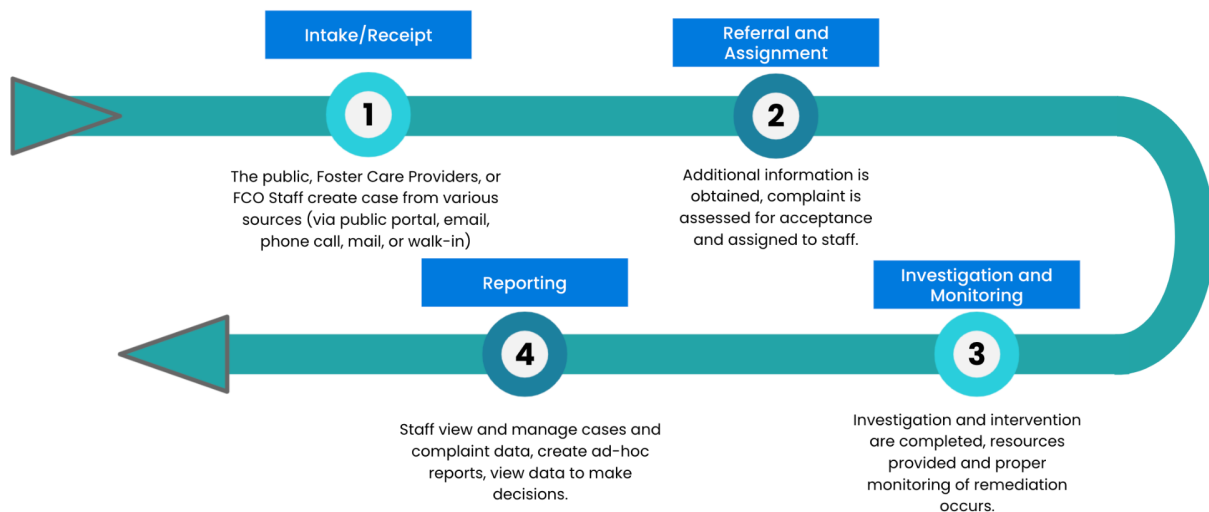 Intake/Receipt
1
The public, Foster Care Providers, or
FCO Staff create case from various
sources (via public portal, email,
phone call, mail, or walk-in)
Referral and
Assignment
2
Additional information is
obtained, complaint is
assessed for acceptance
and assigned to staff.
Investigation and
Monitoring
3
Investigation and intervention
are completed, resources
provided and proper
monitoring of remediation
occurs.
Reporting
4
Staff view and manage cases and
complaint data, create ad-hoc
reports, view data to make
decisions.